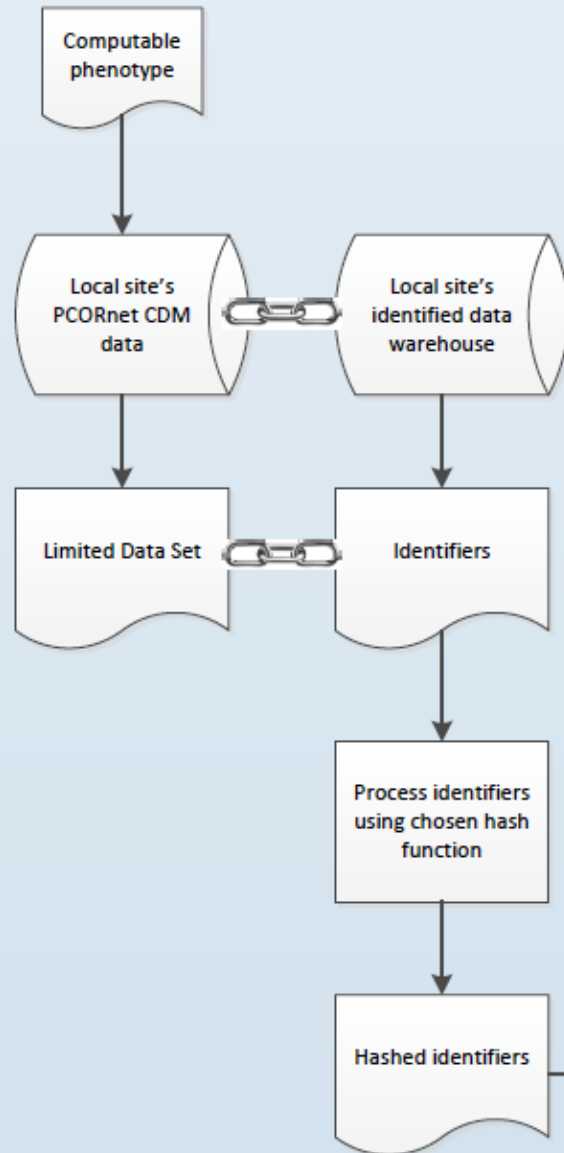 Computable
phenotype
Local site's
PCORnet CDM
data
Local site's
identified data
warehouse
Limited Data Set
Identifiers
Process identifiers
using chosen hash
function
Hashed identifiers